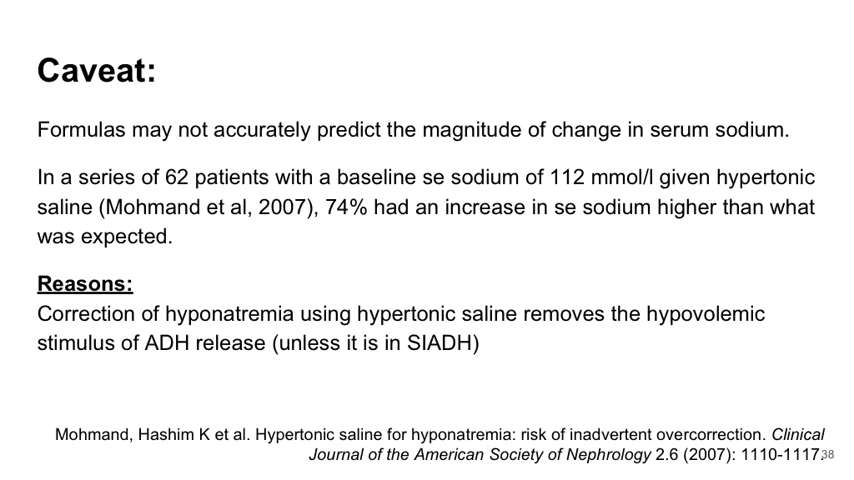 Caveat:
Formulas may not accurately predict the magnitude of change in serum sodium.
In a series of 62 patients with a baseline se sodium of 112 mmol/l given hypertonic
saline (Mohmand et al, 2007), 74% had an increase in se sodium higher than what
was expected.
Reasons:
Correction of hyponatremia using hypertonic saline removes the hypovolemic
stimulus of ADH release (unless it is in SIADH)
Mohmand, Hashim K et al. Hypertonic saline for hyponatremia: risk of inadvertent overcorrection. Clinical
Journal of the American Society of Nephrology 2.6 (2007): 1110-1117.
38